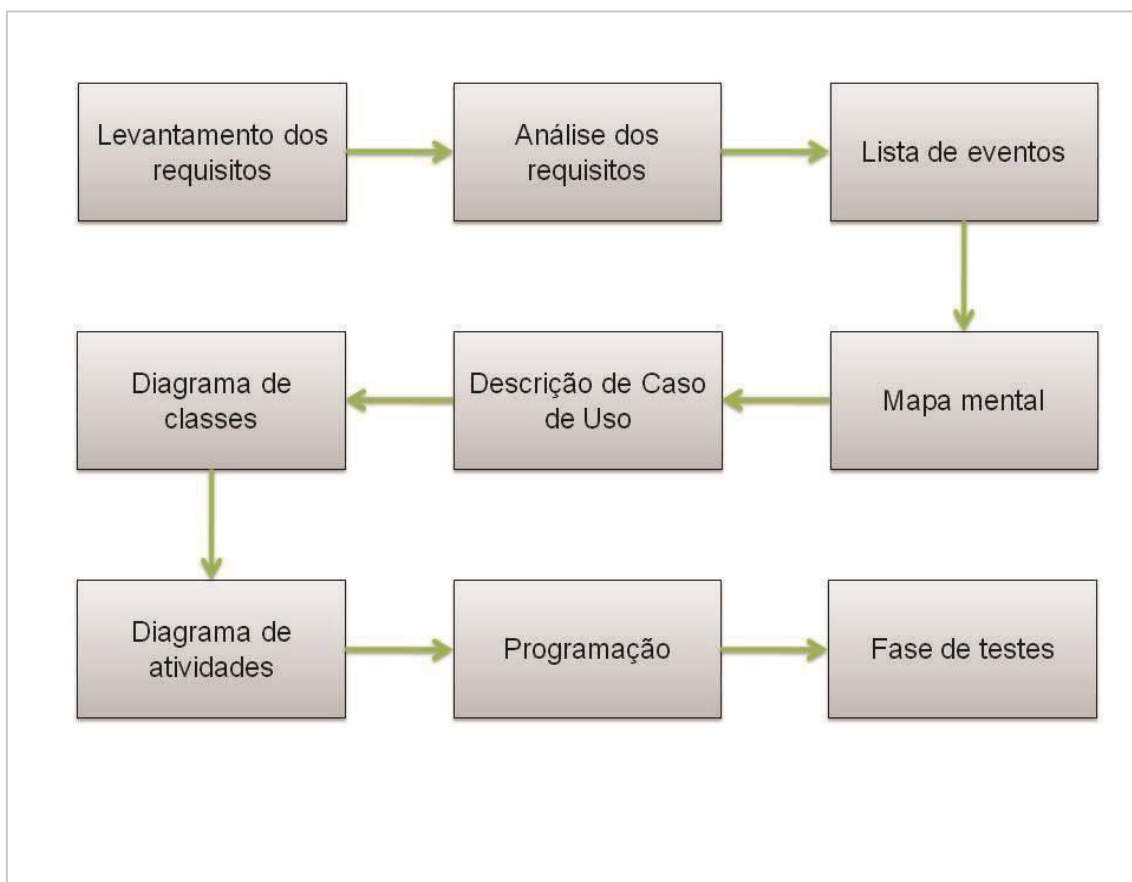 Levantamento dos
requisitos
Análise dos
requisitos
Lista de eventos
Mapa mental
Descrição de Caso
de Uso
Diagrama de
classes
Diagrama de
atividades
Programação
Fase de testes